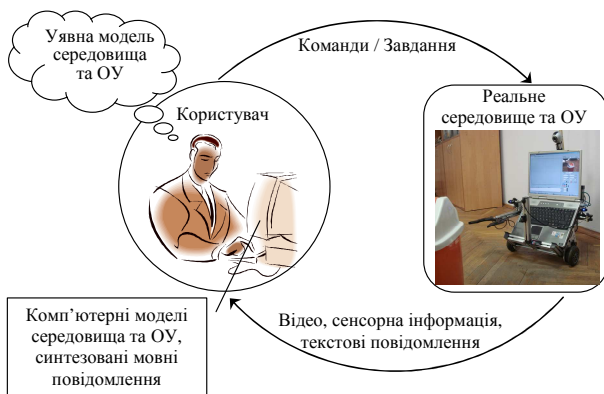 Уявна модель
середовища
та ОУ
Команди / Завдання
Користувач
Реальне
середовище та ОУ
Комп’ютерні моделі
середовища та ОУ,
синтезовані мовні
повідомлення
Відео, сенсорна інформація,
текстові повідомлення